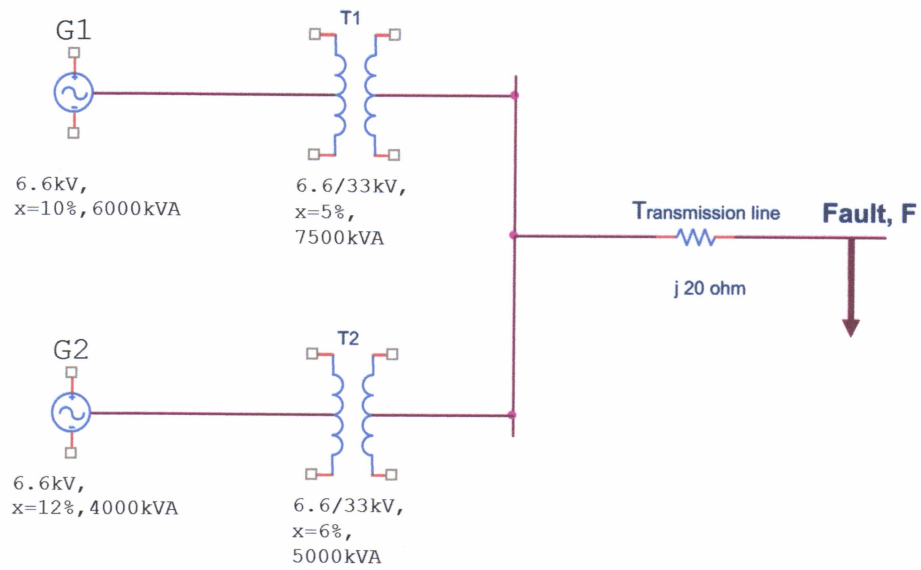 T1
G1
6.6kV,
x=10%,6000kVA
6.6/33kV,
x=5%,
7500kVA
Transmission line
Fault, F
j 20 ohm
T2
G2
6.6kV,
x=12%,4000kVA
6.6/33kV,
x=6%,
5000kVA